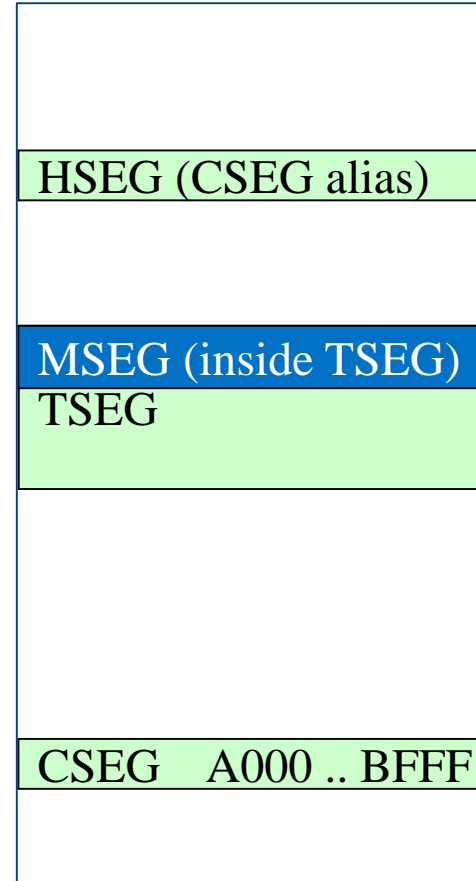 HSEG (CSEG alias)
MSEG (inside TSEG)
TSEG
CSEG A000 .. BFFF